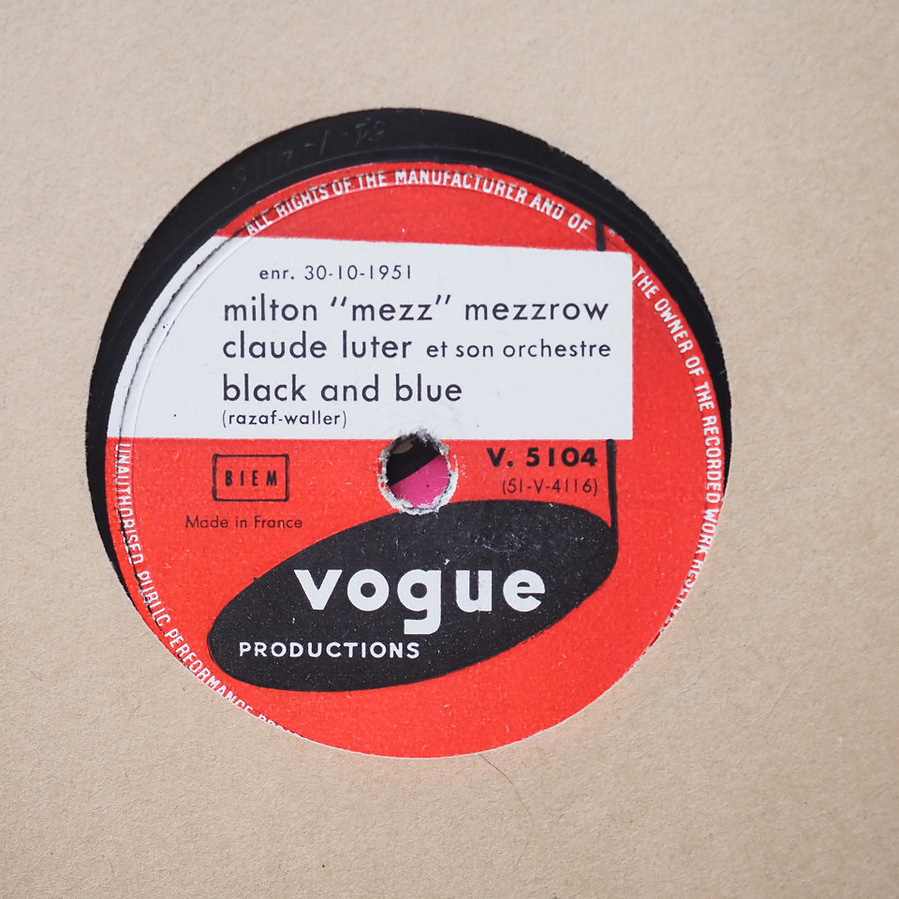 ALL RIGHTS OF THE MANUFACTURER AND OF
THE OWNER OF THE RECORDED WORK
enr. 30-10-1951
milton "mezz" mezzrow
claude luter et son orchestre
black and blue
(razaf-waller)
BIEM
V. 5104
(51-V-4116)
Made in France
vogue
PRODUCTIONS
UNAUTHORISED PUBLIC PERFORMANCE